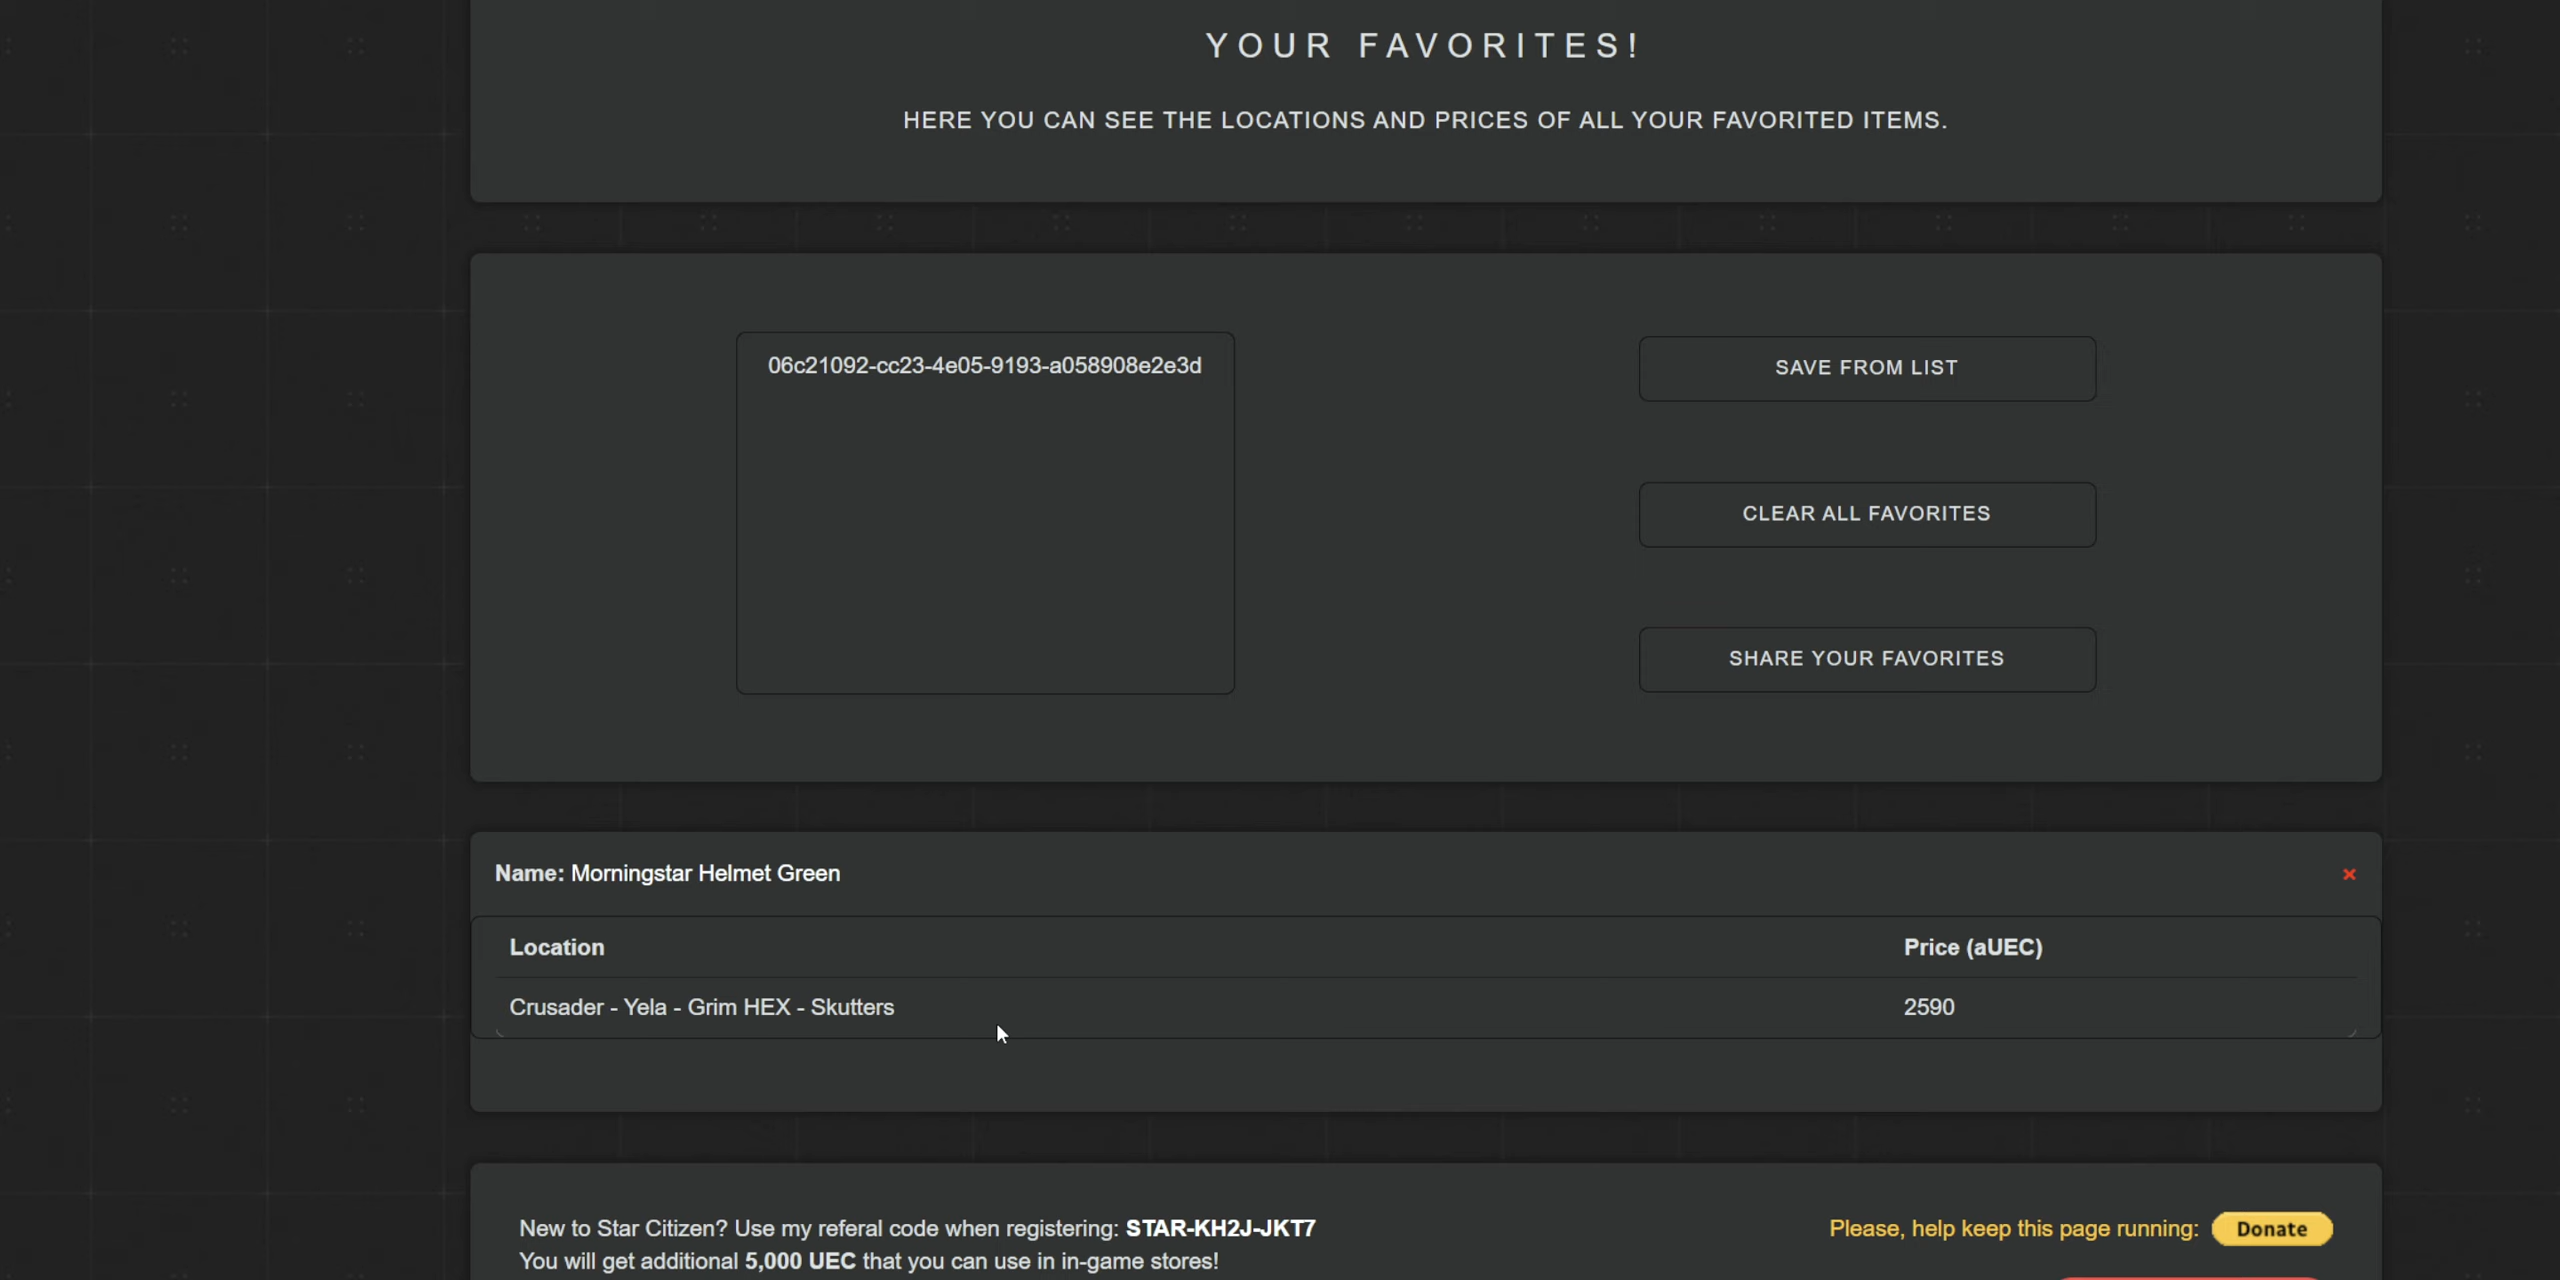 YOUR FAVORITES!
HERE YOU CAN SEE THE LOCATIONS AND PRICES OF ALL YOUR FAVORITED ITEMS.
06c21092-cc23-4e05-9193-a058908e2e3d
SAVE FROM LIST
CLEAR ALL FAVORITES
SHARE YOUR FAVORITES
Name: Morningstar Helmet Green
×
Location Price (aUEC)
Crusader - Yela - Grim HEX - Skutters 2590
New to Star Citizen? Use my referal code when registering: STAR-KH2J-JKT7
You will get additional 5,000 UEC that you can use in in-game stores!
Please, help keep this page running: Donate